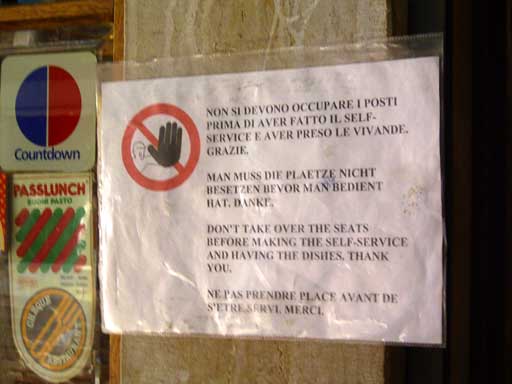 Countdown
PASSLUNCH
BUONI PASTO
CHEQUE
NON SI DEVONO OCCUPARE I POSTI
PRIMA DI AVER FATTO IL SELF-
SERVICE E AVER PRESO LE VIVANDE.
GRAZIE.
MAN MUSS DIE PLAETZE NICHT
BESETZEN BEVOR MAN BEDIENT
HAT. DANKE.
DON'T TAKE OVER THE SEATS
BEFORE MAKING THE SELF-SERVICE
AND HAVING THE DISHES. THANK
YOU.
NE PAS PRENDRE PLACE AVANT DE
S'ETRE SERVI. MERCI.